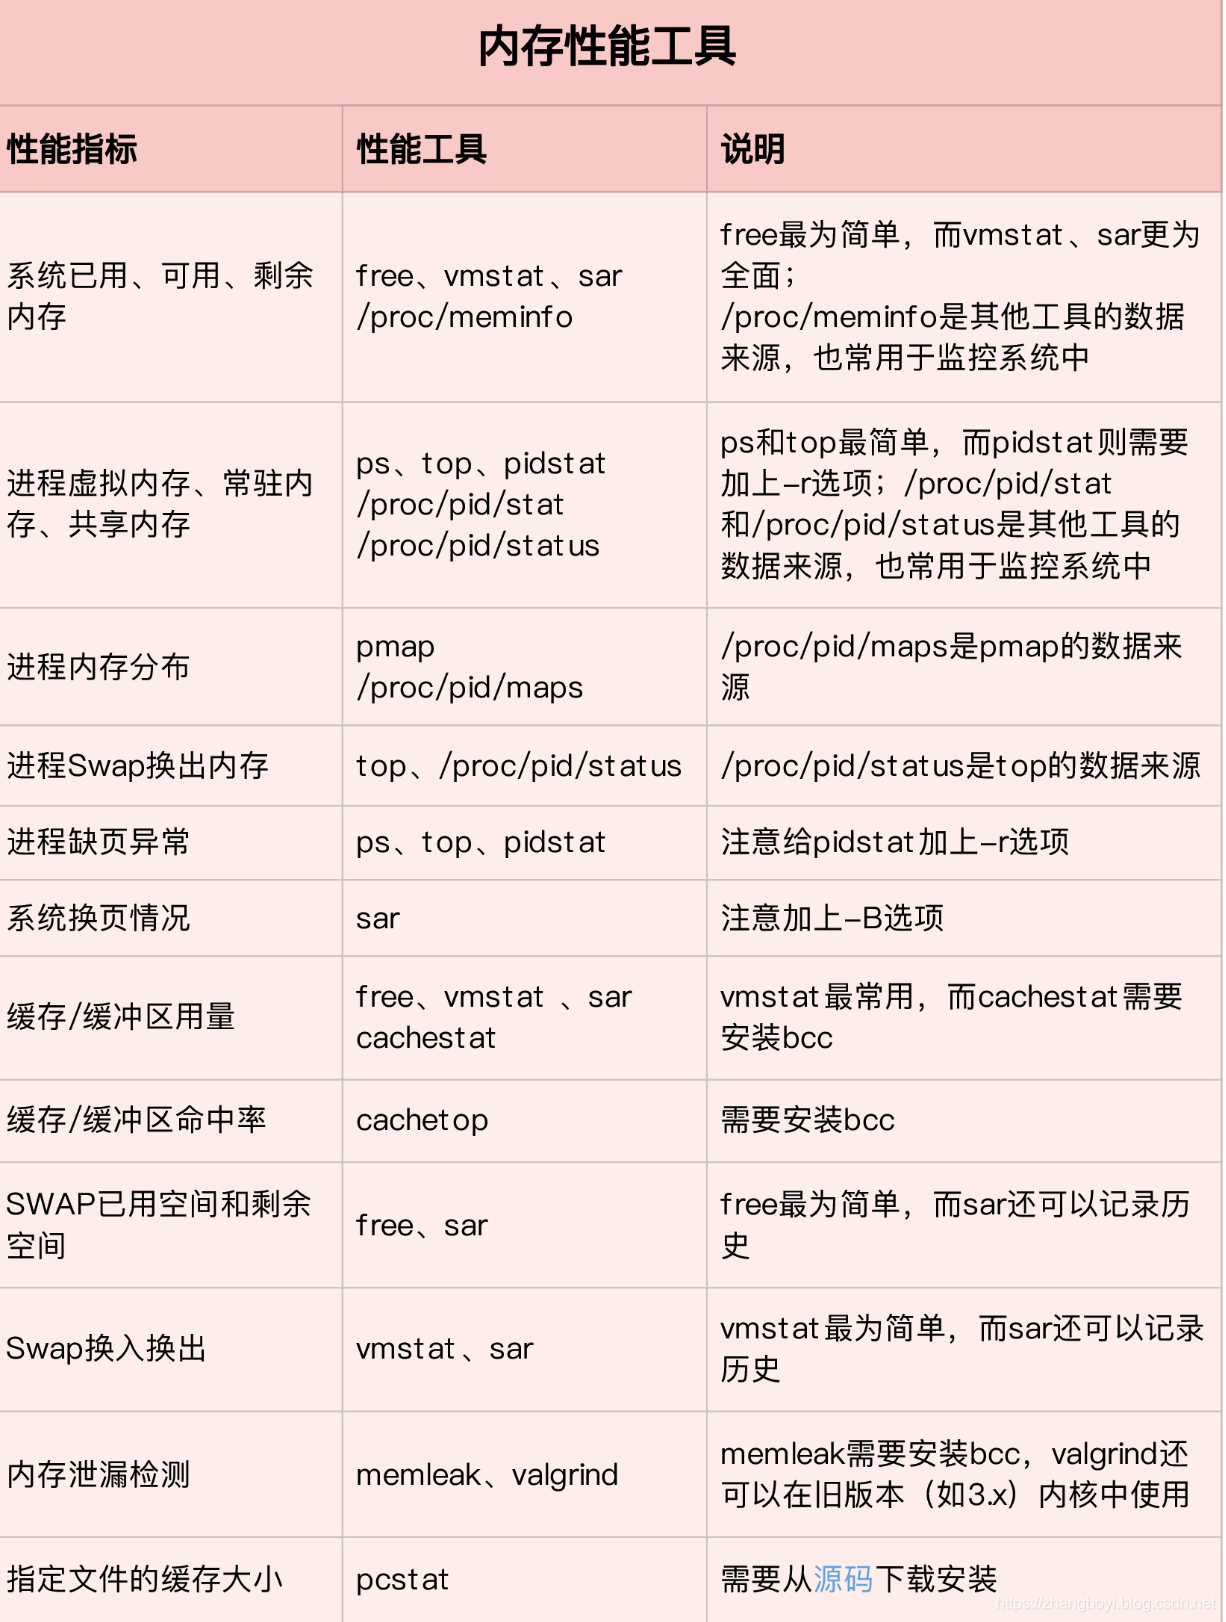 内存性能工具
性能指标
性能工具
说明
系统已用、可用、剩余
内存
free、vmstat、sar
/proc/meminfo
free最为简单，而vmstat、sar更为
全面；
/proc/meminfo是其他工具的数据
来源，也常用于监控系统中
进程虚拟内存、常驻内
存、共享内存
ps、top、pidstat
/proc/pid/stat
/proc/pid/status
ps和top最简单，而pidstat则需要
加上-r选项；/proc/pid/stat
和/proc/pid/status是其他工具的
数据来源，也常用于监控系统中
进程内存分布
pmap
/proc/pid/maps
/proc/pid/maps是pmap的数据来
源
进程Swap换出内存
top、/proc/pid/status
/proc/pid/status是top的数据来源
进程缺页异常
ps、top、pidstat
注意给pidstat加上-r选项
系统换页情况
sar
注意加上-B选项
缓存/缓冲区用量
free、vmstat 、sar
cachestat
vmstat最常用，而cachestat需要
安装bcc
缓存/缓冲区命中率
cachetop
需要安装bcc
SWAP已用空间和剩余
空间
free、sar
free最为简单，而sar还可以记录历
史
Swap换入换出
vmstat、sar
vmstat最为简单，而sar还可以记录
历史
内存泄漏检测
memleak、valgrind
memleak需要安装bcc，valgrind还
可以在旧版本（如3.x）内核中使用
指定文件的缓存大小
pcstat
需要从源码下载安装
https://zhangboyi.blog.csdn.net